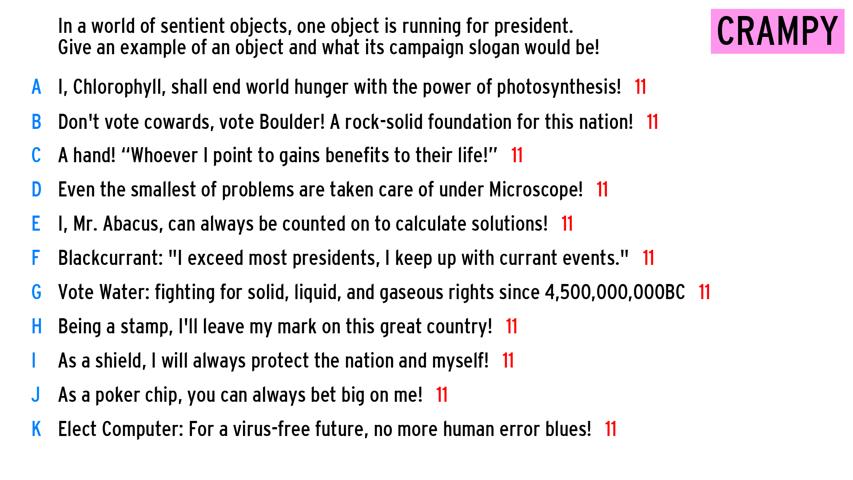 In a world of sentient objects, one object is running for president.
Give an example of an object and what its campaign slogan would be!
CRAMPY
A I, Chlorophyll, shall end world hunger with the power of photosynthesis! 11
B Don't vote cowards, vote Boulder! A rock-solid foundation for this nation! 11
C A hand! “Whoever I point to gains benefits to their life!” 11
D Even the smallest of problems are taken care of under Microscope! 11
E I, Mr. Abacus, can always be counted on to calculate solutions! 11
F Blackcurrant: "I exceed most presidents, I keep up with currant events." 11
G Vote Water: fighting for solid, liquid, and gaseous rights since 4,500,000,000BC 11
H Being a stamp, I'll leave my mark on this great country! 11
I As a shield, I will always protect the nation and myself! 11
J As a poker chip, you can always bet big on me! 11
K Elect Computer: For a virus-free future, no more human error blues! 11